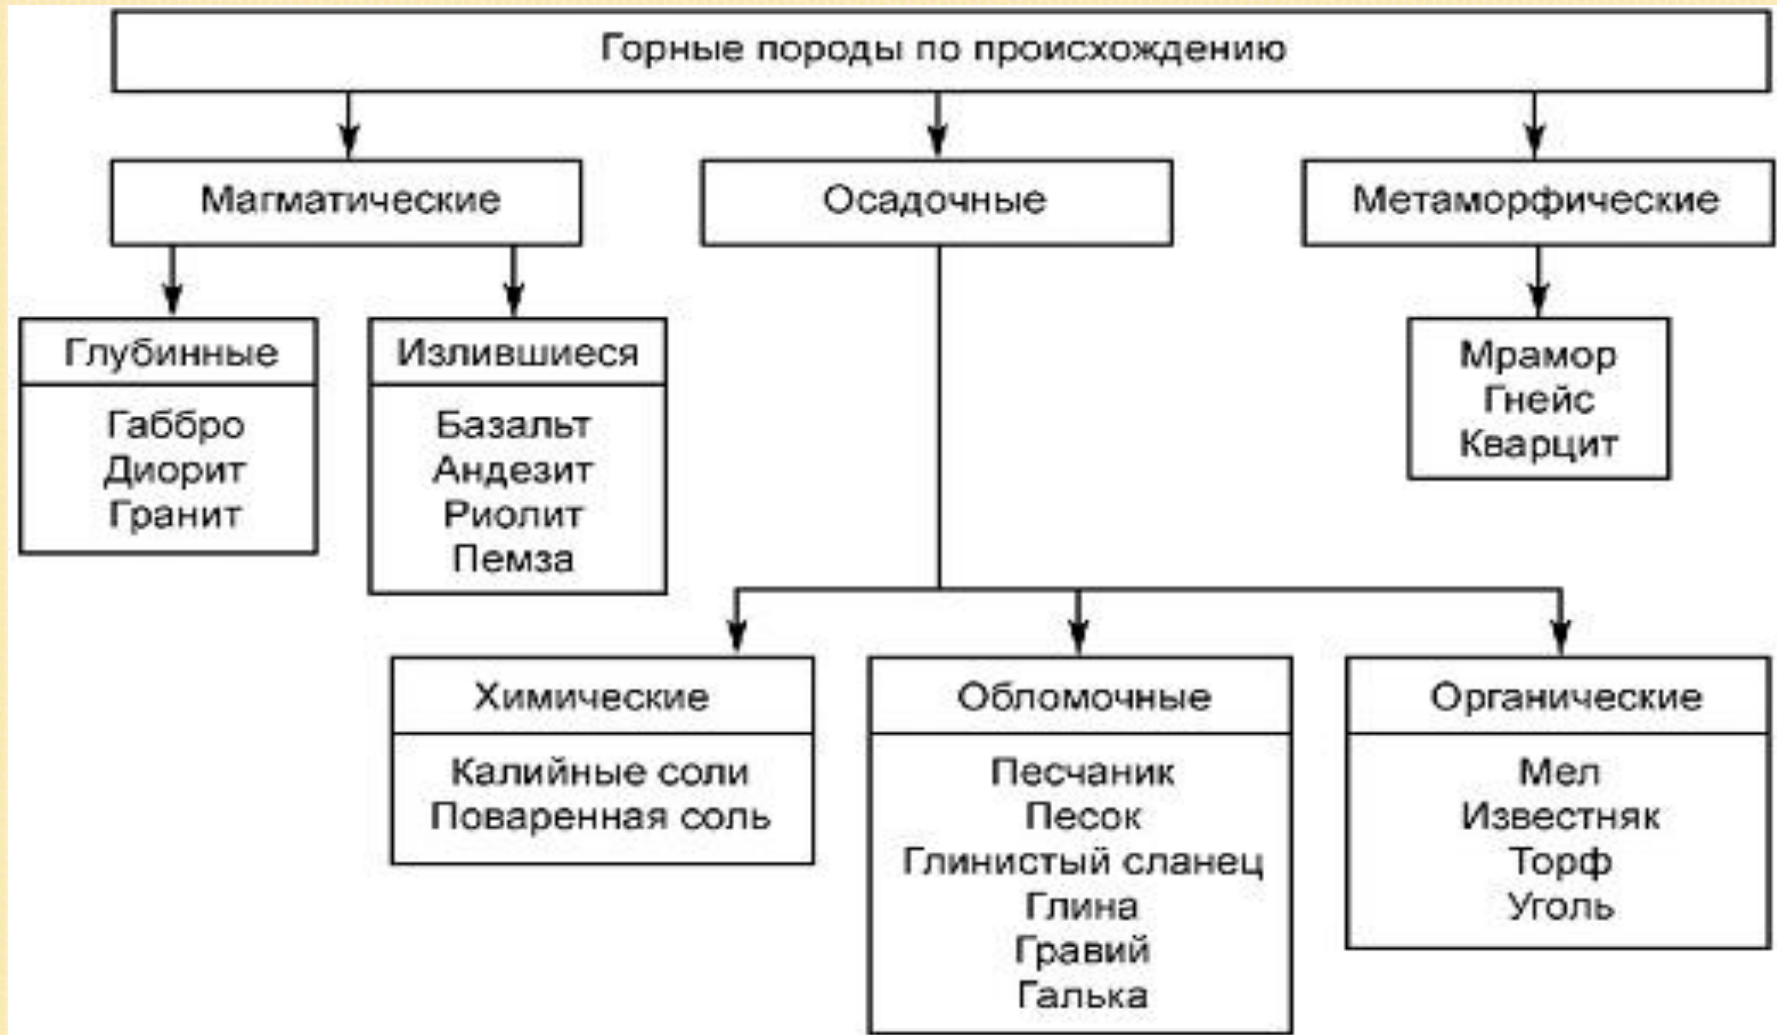 Горные породы по происхождению
Магматические
Осадочные
Метаморфические
Глубинные
Габбро
Диорит
Гранит
Излившиеся
Базальт
Андезит
Риолит
Пемза
Мрамор
Гнейс
Кварцит
Химические
Калийные соли
Поваренная соль
Обломочные
Песчаник
Песок
Глинистый сланец
Глина
Гравий
Галька
Органические
Мел
Известняк
Торф
Уголь